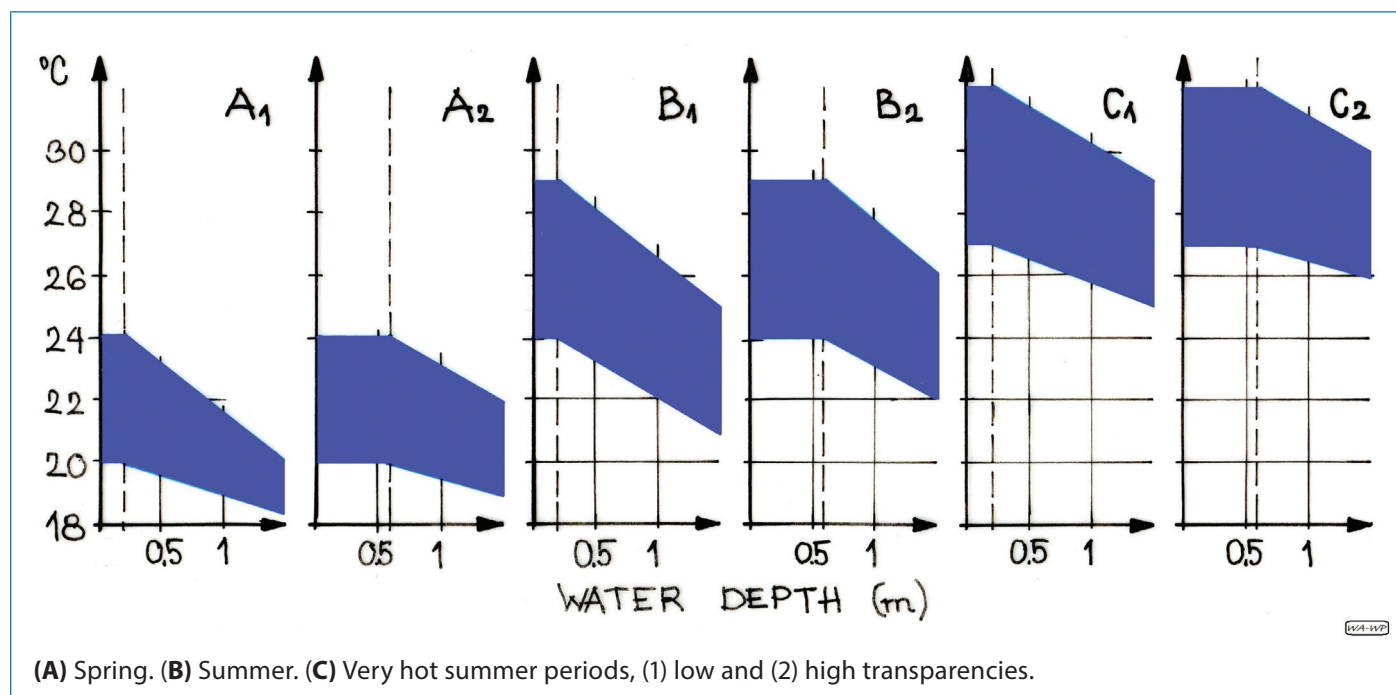 °C A1 A2 B1 B2 C1 C2
30
28
26
24
22
20
18
0.5 1 0.5 1 0.5 1 0.5 1 0.5 1 0.5 1
WATER DEPTH (m)
WA-WP
(A) Spring. (B) Summer. (C) Very hot summer periods, (1) low and (2) high transparencies.